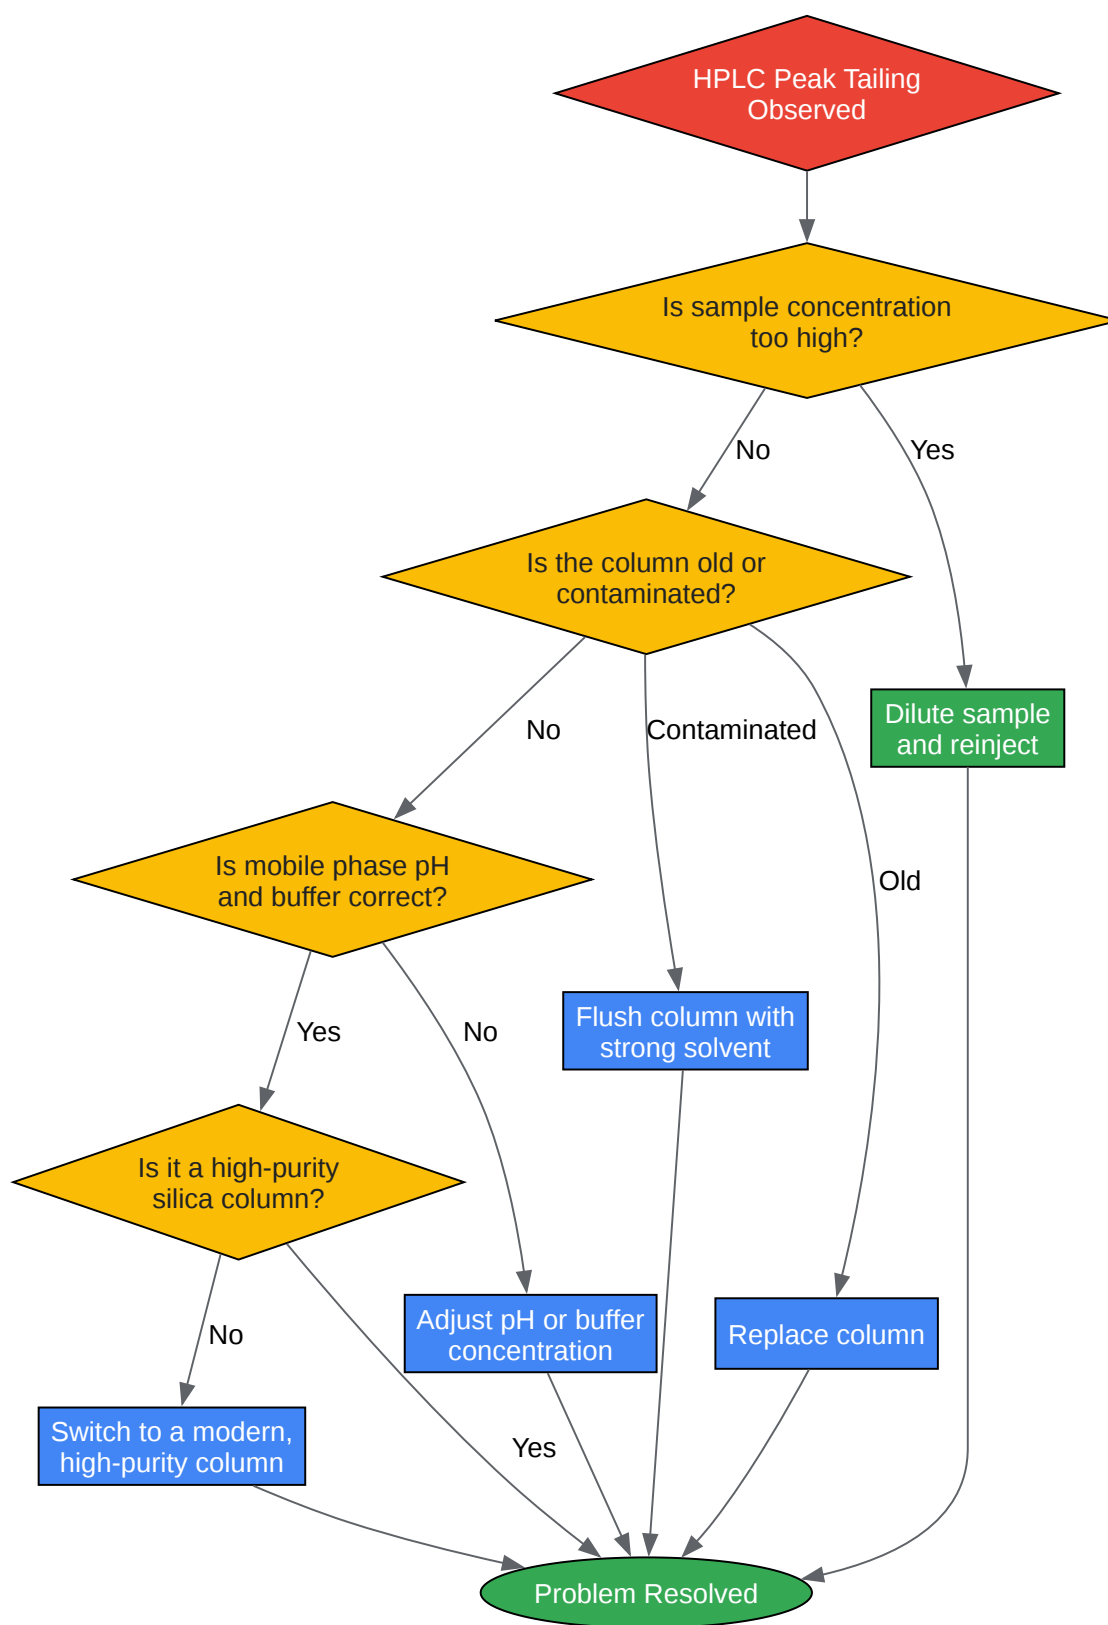 HPLC Peak Tailing
Observed
Is sample concentration
too high?
No
Yes
Is the column old or
contaminated?
No
Contaminated
Dilute sample
and reinject
Is mobile phase pH
and buffer correct?
Old
Yes
No
Flush column with
strong solvent
Is it a high-purity
silica column?
No
Adjust pH or buffer
concentration
Replace column
Switch to a modern,
high-purity column
Yes
Problem Resolved